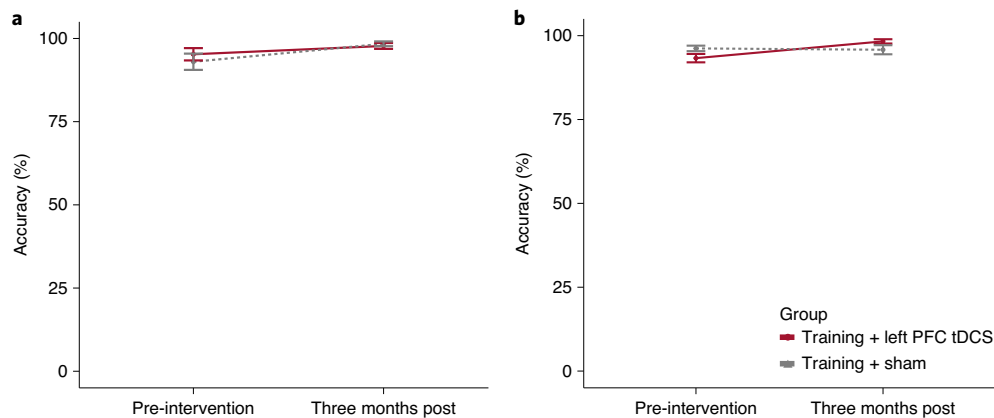 a
100
75
50
25
0
Accuracy (%)
Pre-intervention
Three months post
b
100
75
50
25
0
Accuracy (%)
Pre-intervention
Three months post
Group
Training + left PFC tDCS
Training + sham